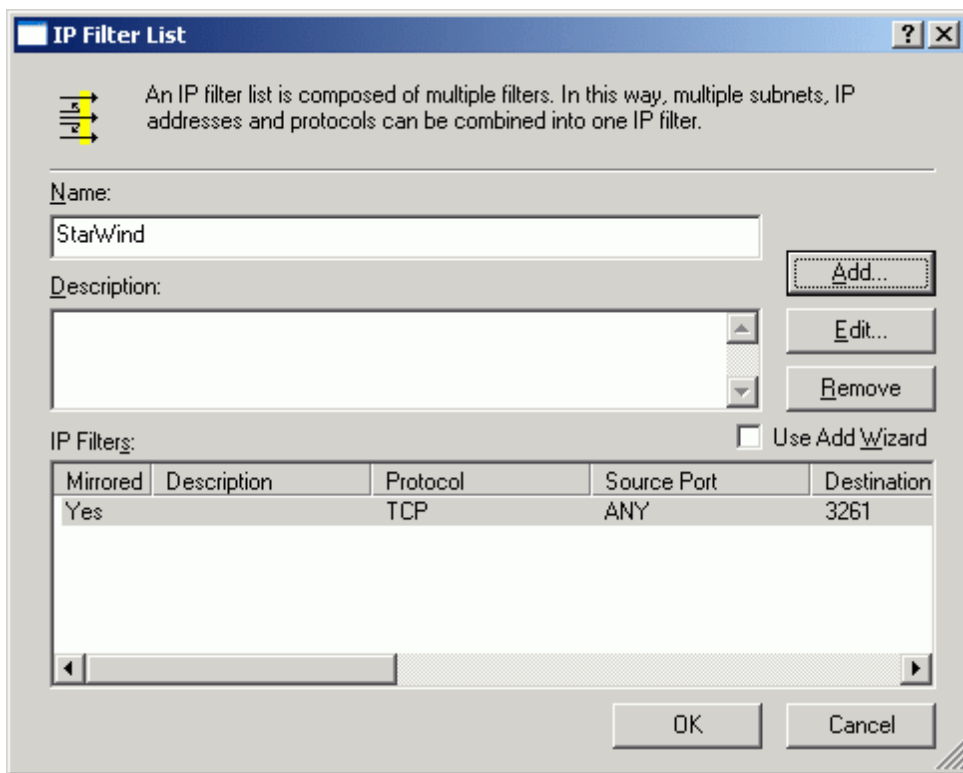 IP Filter List
An IP filter list is composed of multiple filters. In this way, multiple subnets, IP
addresses and protocols can be combined into one IP filter.
Name:
StarWind
Add...
Description:
Edit...
Remove
IP Filters:
Use Add Wizard
Mirrored Description Protocol Source Port Destination
Yes TCP ANY 3261
OK Cancel